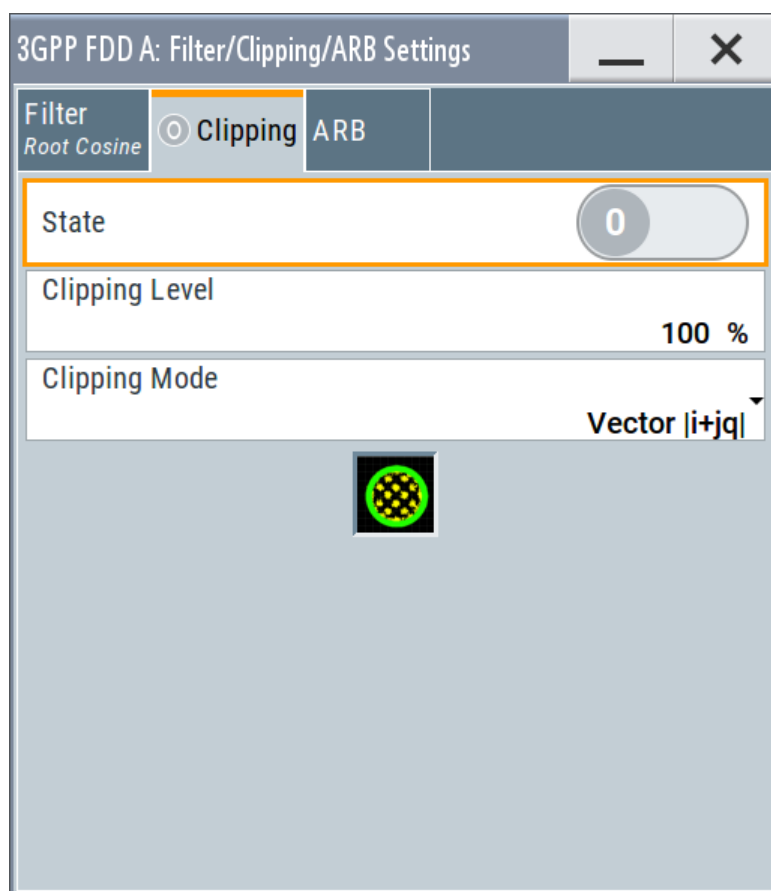 3GPP FDD A: Filter/Clipping/ARB Settings
Filter
Root Cosine
Clipping
ARB
State
0
Clipping Level
100 %
Clipping Mode
Vector |i+jq|